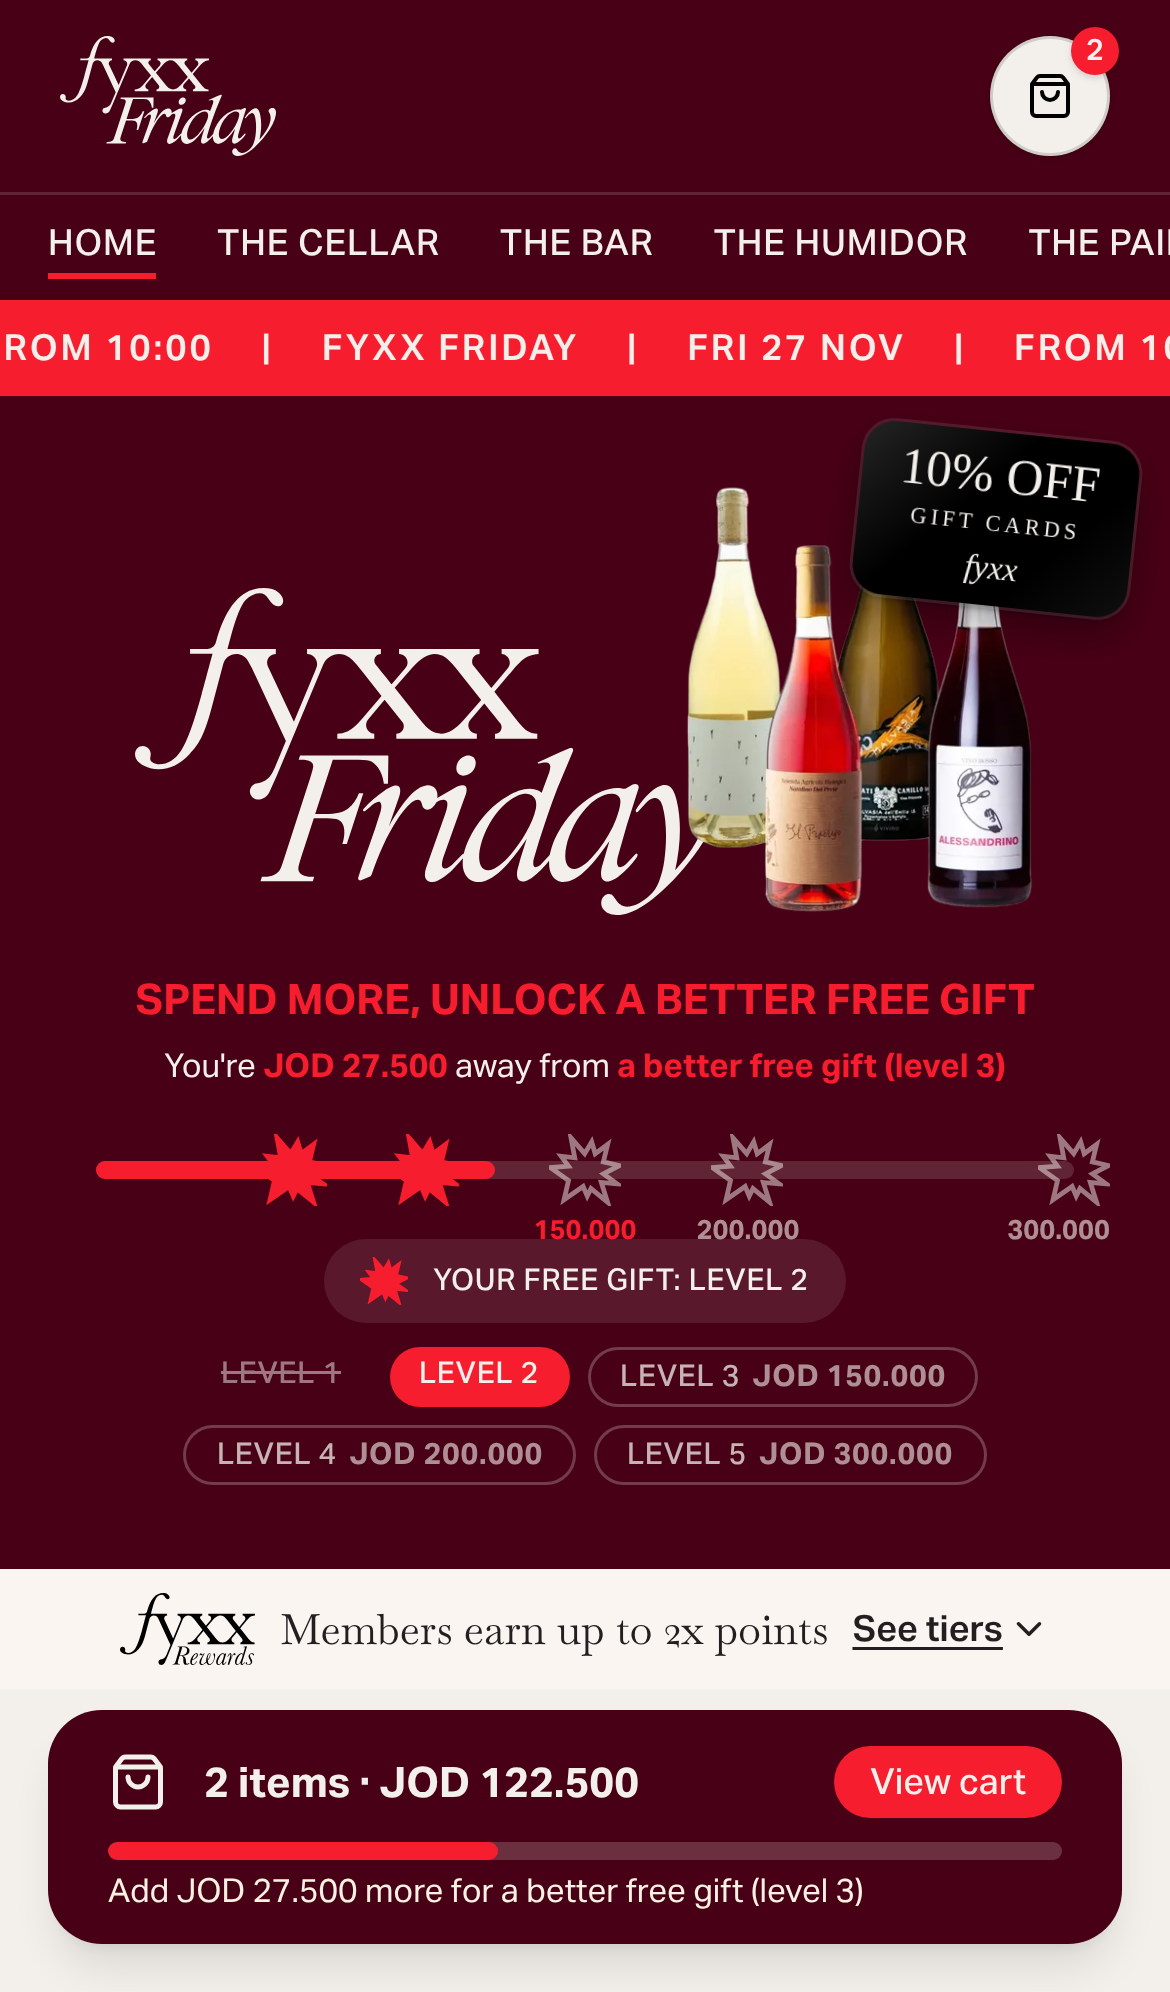 fyxx
Friday
2
HOME THE CELLAR THE BAR THE HUMIDOR THE PAI
ROM 10:00 | FYXX FRIDAY | FRI 27 NOV | FROM 10
10% OFF
GIFT CARDS
fyxx
fyxx
Friday
MALVASIA
ALESSANDRINO
SPEND MORE, UNLOCK A BETTER FREE GIFT
You're JOD 27.500 away from a better free gift (level 3)
150.000 200.000 300.000
YOUR FREE GIFT: LEVEL 2
LEVEL 1 LEVEL 2 LEVEL 3 JOD 150.000
LEVEL 4 JOD 200.000 LEVEL 5 JOD 300.000
fyxx
Rewards
Members earn up to 2x points See tiers
2 items · JOD 122.500 View cart
Add JOD 27.500 more for a better free gift (level 3)